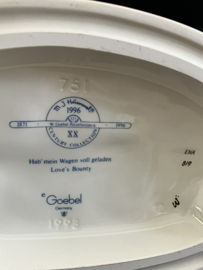 751
M.J. Hummel
1996
1871 1996
W. Goebel Porzellanfabrik
XX
CENTURY COLLECTION
Hab' mein Wagen voll geladen
Love's Bounty
© Goebel
Germany
1993